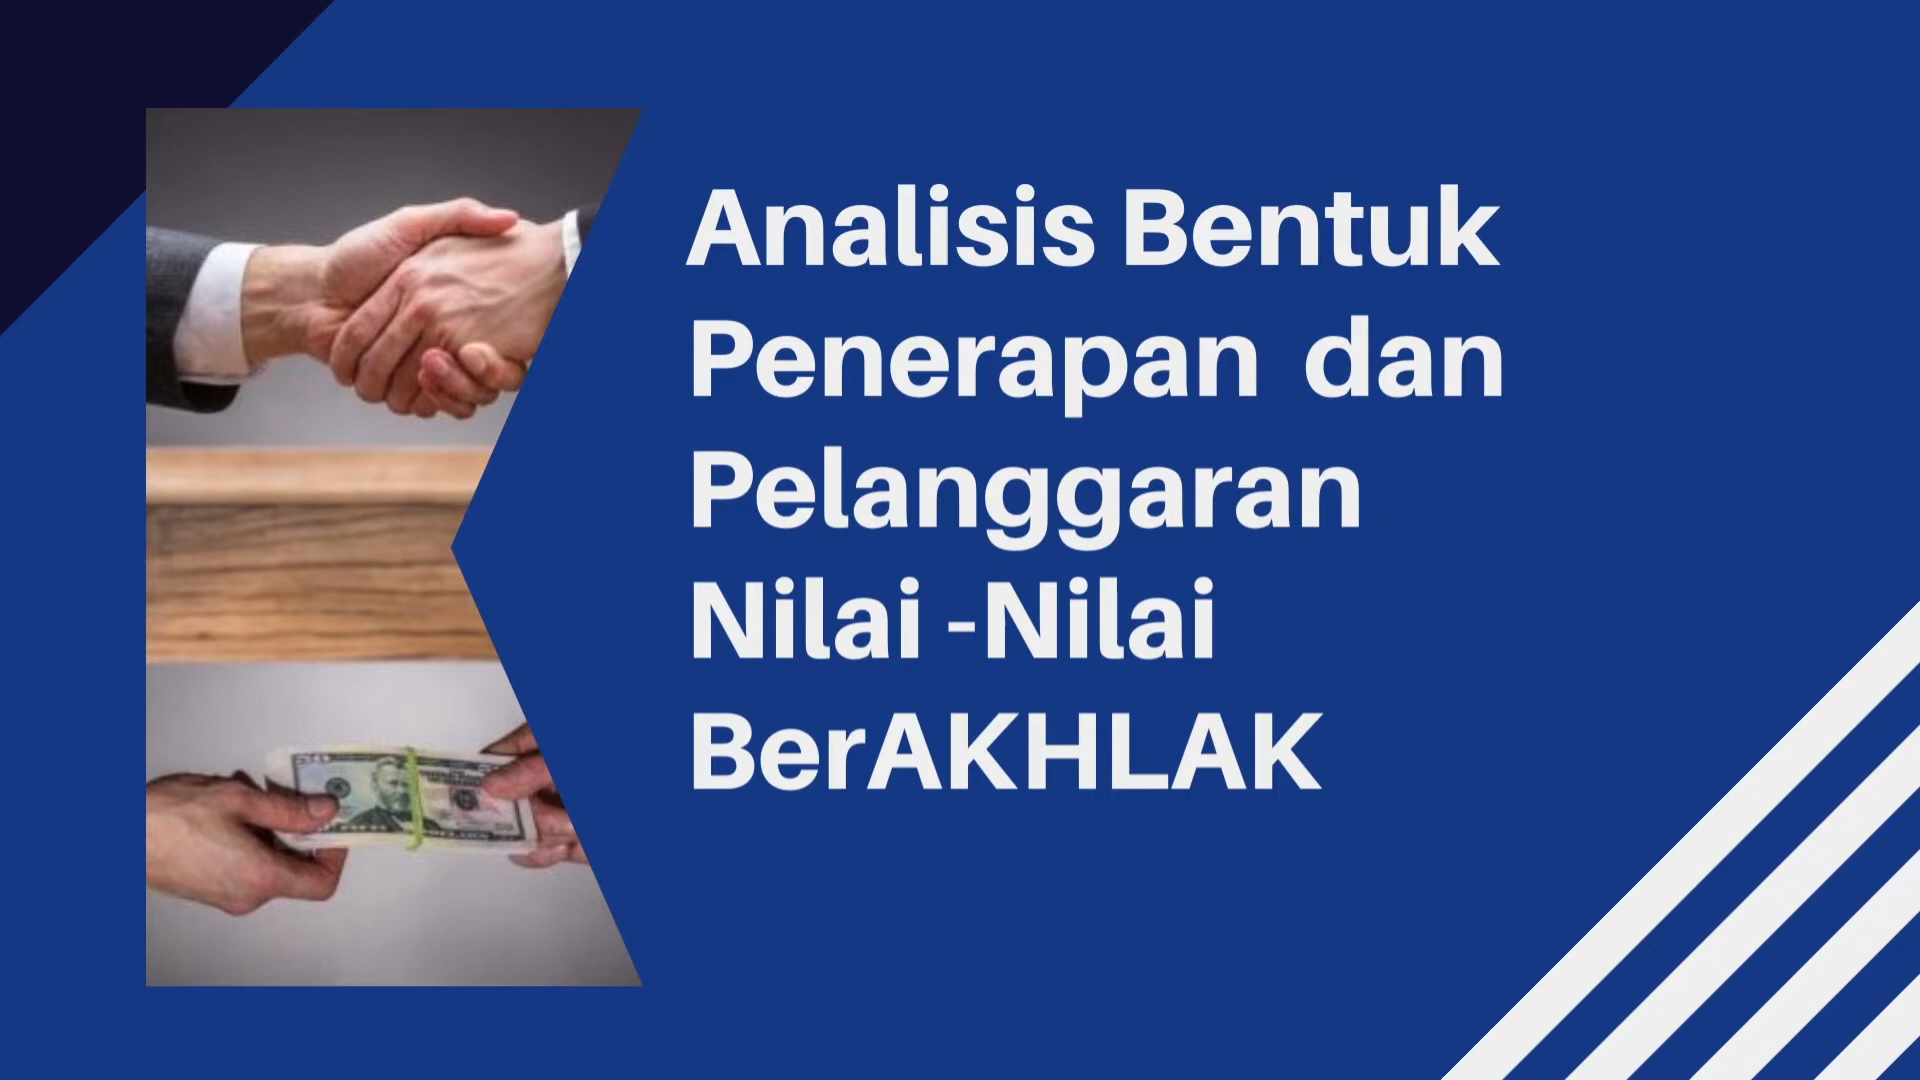 Analisis Bentuk
Penerapan dan
Pelanggaran
Nilai -Nilai
BerAKHLAK